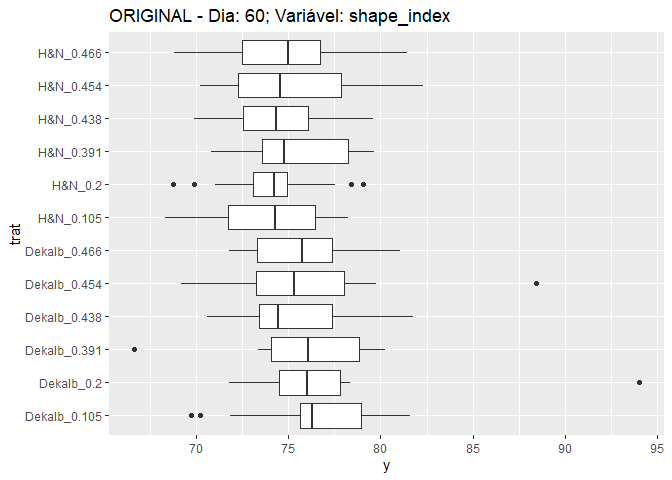 ORIGINAL - Dia: 60; Variável: shape_index
H&N_0.466
H&N_0.454
H&N_0.438
H&N_0.391
H&N_0.2
H&N_0.105
Dekalb_0.466
Dekalb_0.454
Dekalb_0.438
Dekalb_0.391
Dekalb_0.2
Dekalb_0.105
trat
70 75 80 85 90 95
y